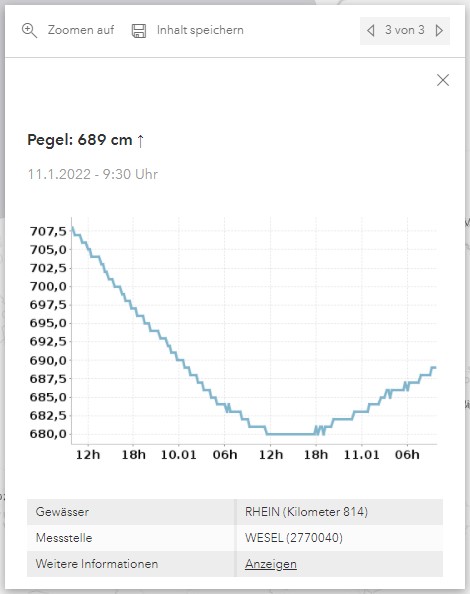 Zoomen auf Inhalt speichern 3 von 3
Pegel: 689 cm ↑
11.1.2022 - 9:30 Uhr
707,5
705,0
702,5
700,0
697,5
695,0
692,5
690,0
687,5
685,0
682,5
680,0
12h 18h 10.01 06h 12h 18h 11.01 06h
Gewässer RHEIN (Kilometer 814)
Messstelle WESEL (2770040)
Weitere Informationen Anzeigen